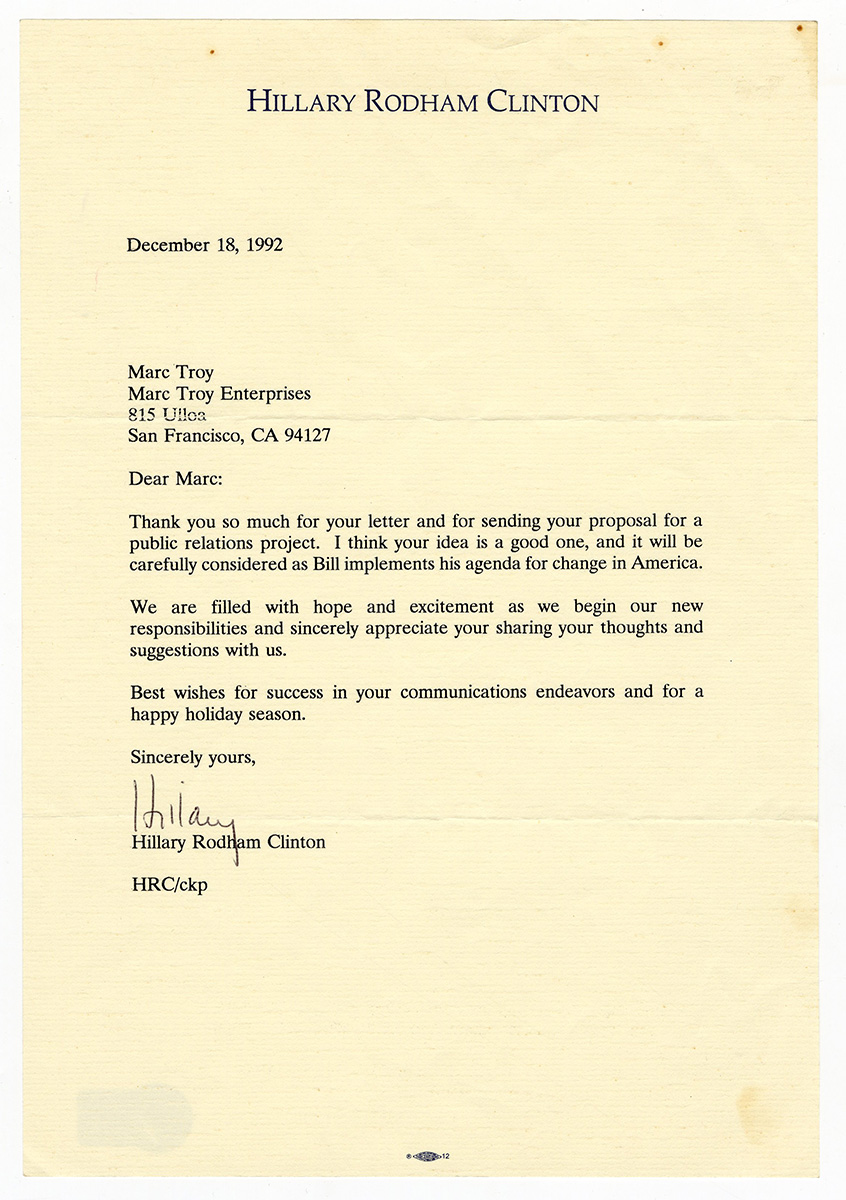 HILLARY RODHAM CLINTON
December 18, 1992
Marc Troy
Marc Troy Enterprises
815 Ulloa
San Francisco, CA 94127
Dear Marc:
Thank you so much for your letter and for sending your proposal for a
public relations project. I think your idea is a good one, and it will be
carefully considered as Bill implements his agenda for change in America.
We are filled with hope and excitement as we begin our new
responsibilities and sincerely appreciate your sharing your thoughts and
suggestions with us.
Best wishes for success in your communications endeavors and for a
happy holiday season.
Sincerely yours,
Hillary
Hillary Rodham Clinton
HRC/ckp
® 12